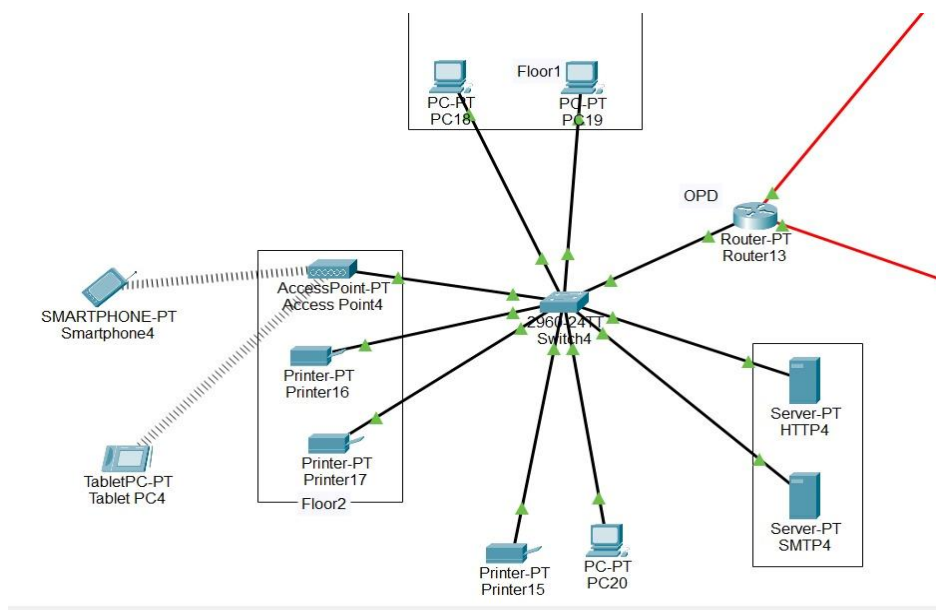 Floor1
PC-PT
PC18
PC-PT
PC19
OPD
Router-PT
Router13
AccessPoint-PT
Access Point4
SMARTPHONE-PT
Smartphone4
2960-24TT
Switch4
Printer-PT
Printer16
Server-PT
HTTP4
Printer-PT
Printer17
TabletPC-PT
Tablet PC4
Floor2
Server-PT
SMTP4
Printer-PT
Printer15
PC-PT
PC20